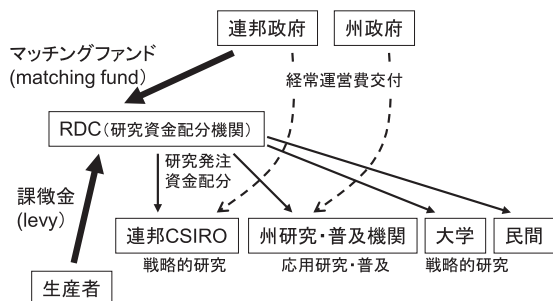 連邦政府
州政府
マッチングファンド
(matching fund)
経常運営費交付
RDC(研究資金配分機関)
研究発注
資金配分
課徴金
(levy)
連邦CSIRO
州研究・普及機関
大学
民間
戦略的研究
応用研究・普及
戦略的研究
生産者